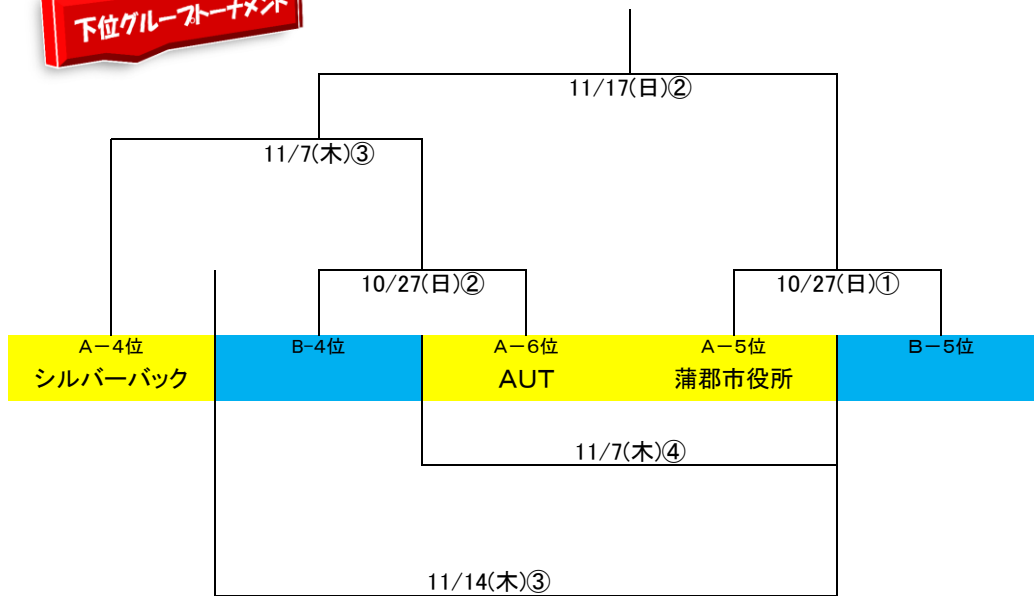 下位グループトーナメント
11/17(日)②
11/7(木)③
10/27(日)② 10/27(日)①
A－4位 B-4位 A－6位 A－5位 B－5位
シルバーバック AUT 蒲郡市役所
11/7(木)④
11/14(木)③